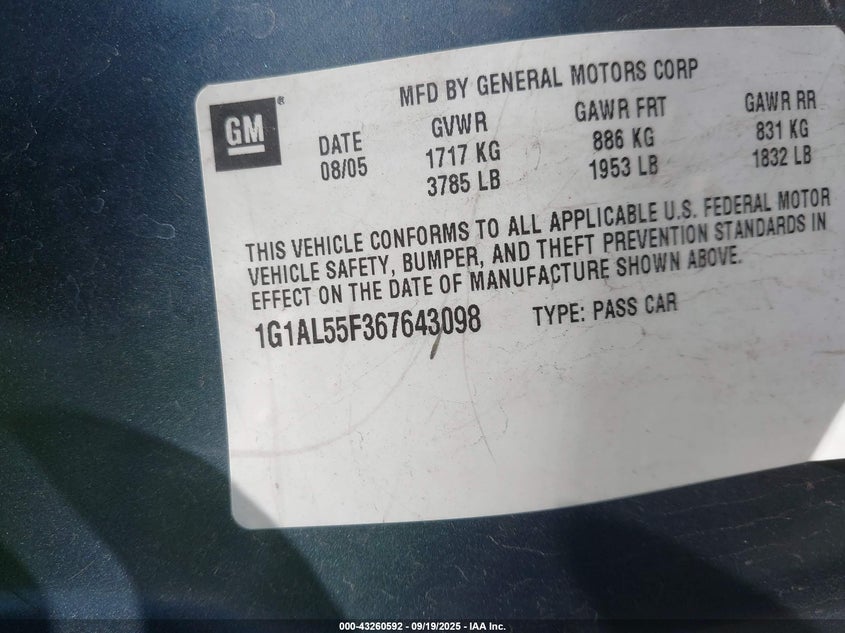 MFD BY GENERAL MOTORS CORP
GM®
DATE GVWR GAWR FRT GAWR RR
08/05 1717 KG 886 KG 831 KG
3785 LB 1953 LB 1832 LB
THIS VEHICLE CONFORMS TO ALL APPLICABLE U.S. FEDERAL MOTOR
VEHICLE SAFETY, BUMPER, AND THEFT PREVENTION STANDARDS IN
EFFECT ON THE DATE OF MANUFACTURE SHOWN ABOVE.
1G1AL55F367643098 TYPE: PASS CAR
000-43260592 - 09/19/2025 - IAA Inc.